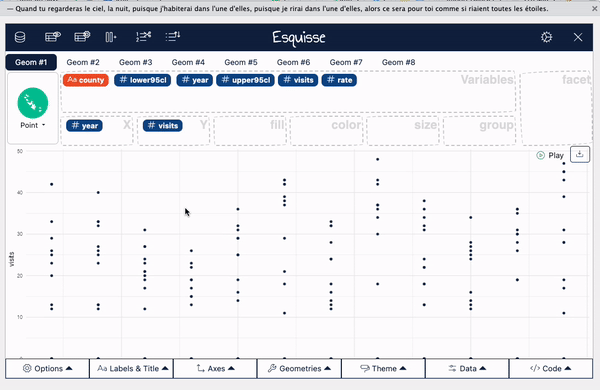 — Quand tu regarderas le ciel, la nuit, puisque j'habiterai dans l'une d'elles, puisque je rirai dans l'une d'elles, alors ce sera pour toi comme si riaient toutes les étoiles.
Esquisse
Geom #1 Geom #2 Geom #3 Geom #4 Geom #5 Geom #6 Geom #7 Geom #8
Aa county # lower95cl # year # upper95cl # visits # rate Variables facet
Point
# year X # visits Y fill color size group
Play
50
40
30
20
10
0
visits
Options Aa Labels & Title Axes Geometries Theme Data </> Code